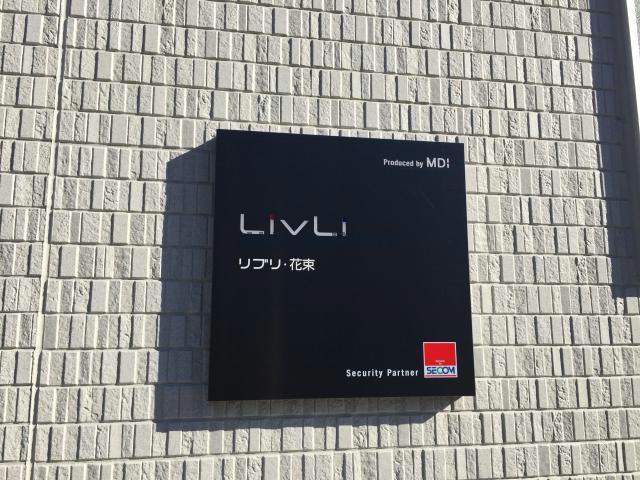 Produced by MDI
LivLi
リブリ・花束
Security Partner
SECOM